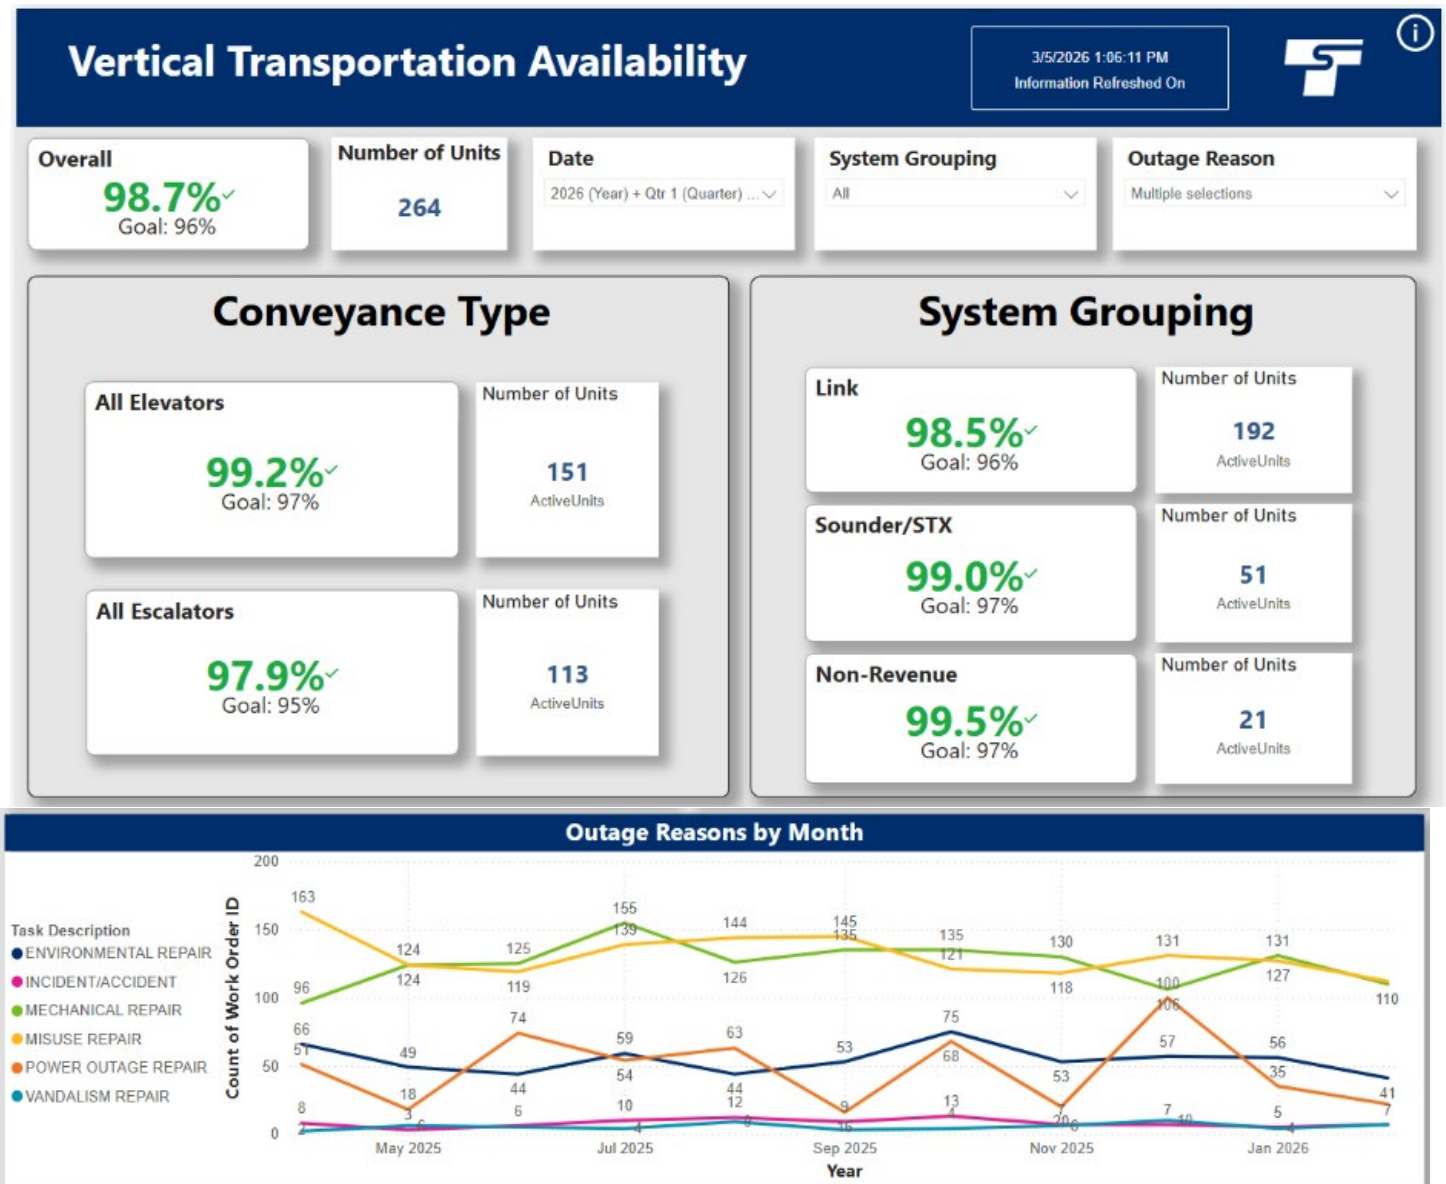 Vertical Transportation Availability
3/5/2026 1:06:11 PM
Information Refreshed On
Overall
98.7%
Goal: 96%
Number of Units
264
Date
2026 (Year) + Qtr 1 (Quarter) ...
System Grouping
All
Outage Reason
Multiple selections
Conveyance Type
All Elevators
99.2%
Goal: 97%
Number of Units
151
ActiveUnits
All Escalators
97.9%
Goal: 95%
Number of Units
113
ActiveUnits
System Grouping
Link
98.5%
Goal: 96%
Number of Units
192
ActiveUnits
Sounder/STX
99.0%
Goal: 97%
Number of Units
51
ActiveUnits
Non-Revenue
99.5%
Goal: 97%
Number of Units
21
ActiveUnits
Outage Reasons by Month
Task Description
ENVIRONMENTAL REPAIR
INCIDENT/ACCIDENT
MECHANICAL REPAIR
MISUSE REPAIR
POWER OUTAGE REPAIR
VANDALISM REPAIR
Count of Work Order ID
200
150
100
50
0
163 124 125 155 144 145 135 130 131 131
96 124 119 139 126 135 121 118 100 127 110
106
66 49 74 59 63 53 75 53 57 56 41
51 18 44 54 44 9 68 20 35 7
8 3 6 10 12 16 13 7 5
6 4 9 4 6 10 4
May 2025 Jul 2025 Sep 2025 Nov 2025 Jan 2026
Year